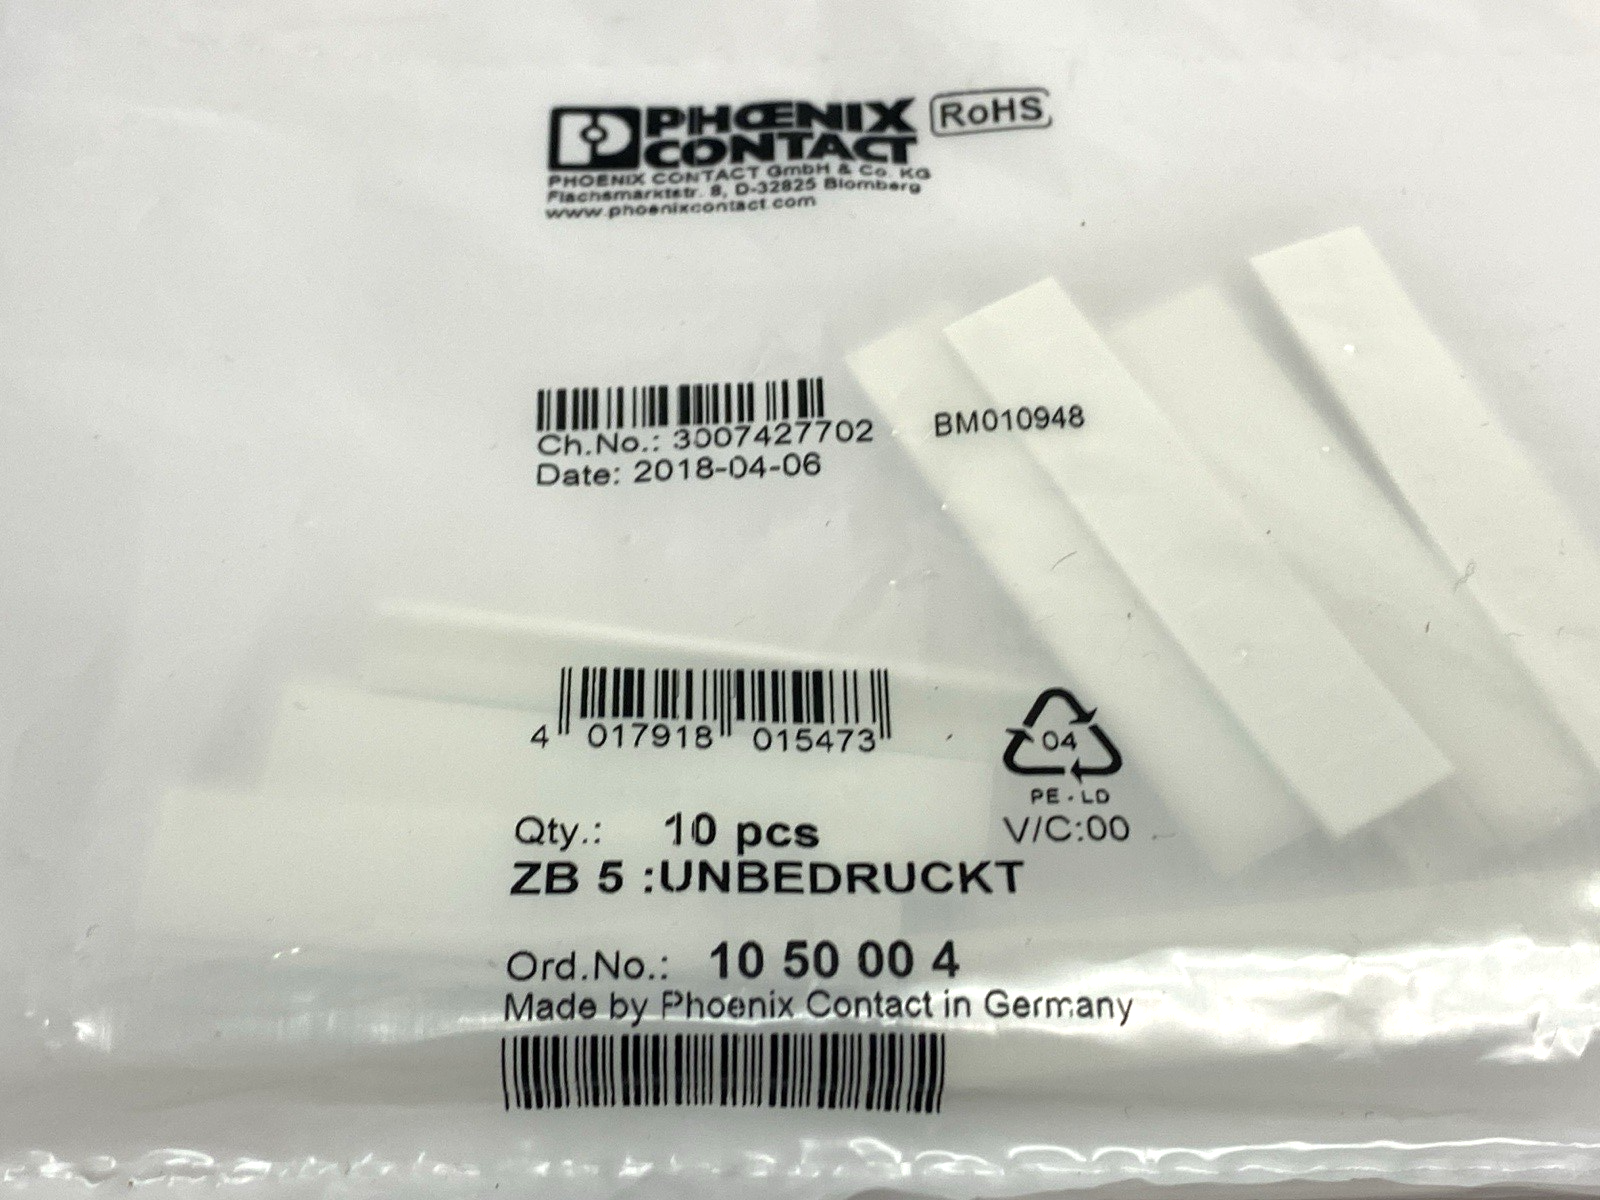 PHŒNIX
CONTACT
RoHS
PHOENIX CONTACT GmbH & Co. KG
Flachsmarktstr. 8, D-32825 Blomberg
www.phoenixcontact.com
Ch.No.: 3007427702
BM010948
Date: 2018-04-06
4 017918 015473
04
PE-LD
V/C:00
Qty.: 10 pcs
ZB 5 :UNBEDRUCKT
Ord.No.: 10 50 00 4
Made by Phoenix Contact in Germany